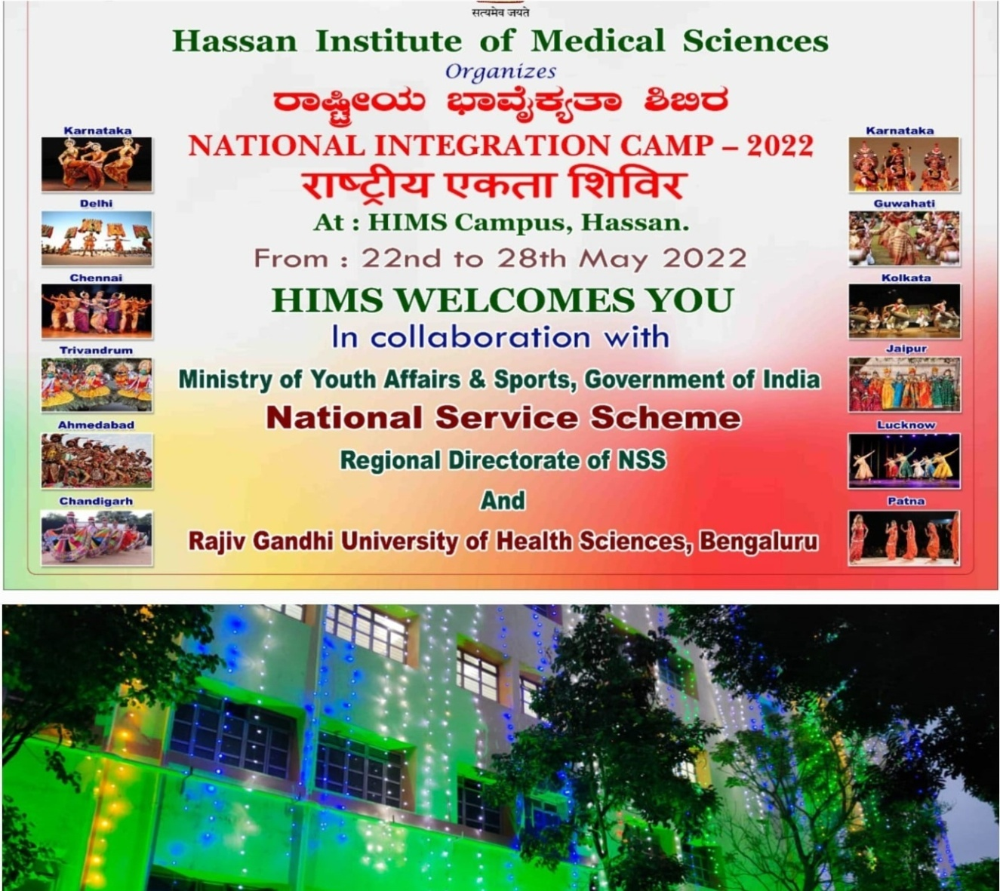 सत्यमेव जयते
Hassan Institute of Medical Sciences
Organizes
ರಾಷ್ಟ್ರೀಯ ಭಾವೈಕ್ಯತಾ ಶಿಬಿರ
NATIONAL INTEGRATION CAMP – 2022
राष्ट्रीय एकता शिविर
At : HIMS Campus, Hassan.
From : 22nd to 28th May 2022
HIMS WELCOMES YOU
In collaboration with
Ministry of Youth Affairs & Sports, Government of India
National Service Scheme
Regional Directorate of NSS
And
Rajiv Gandhi University of Health Sciences, Bengaluru
Karnataka
Delhi
Chennai
Trivandrum
Ahmedabad
Chandigarh
Karnataka
Guwahati
Kolkata
Jaipur
Lucknow
Patna